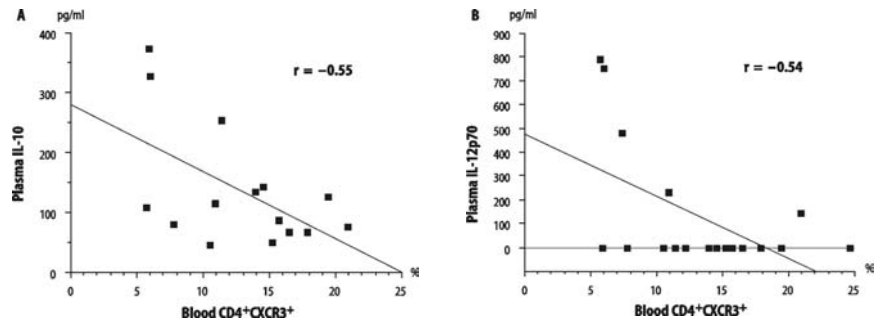 A
pg/ml
400
300
200
100
0
Plasma IL-10
r = −0.55
0 5 10 15 20 25
%
Blood CD4+CXCR3+
B
pg/ml
900
800
700
600
500
400
300
200
100
0
Plasma IL-12p70
r = −0.54
0 5 10 15 20 25
%
Blood CD4+CXCR3+